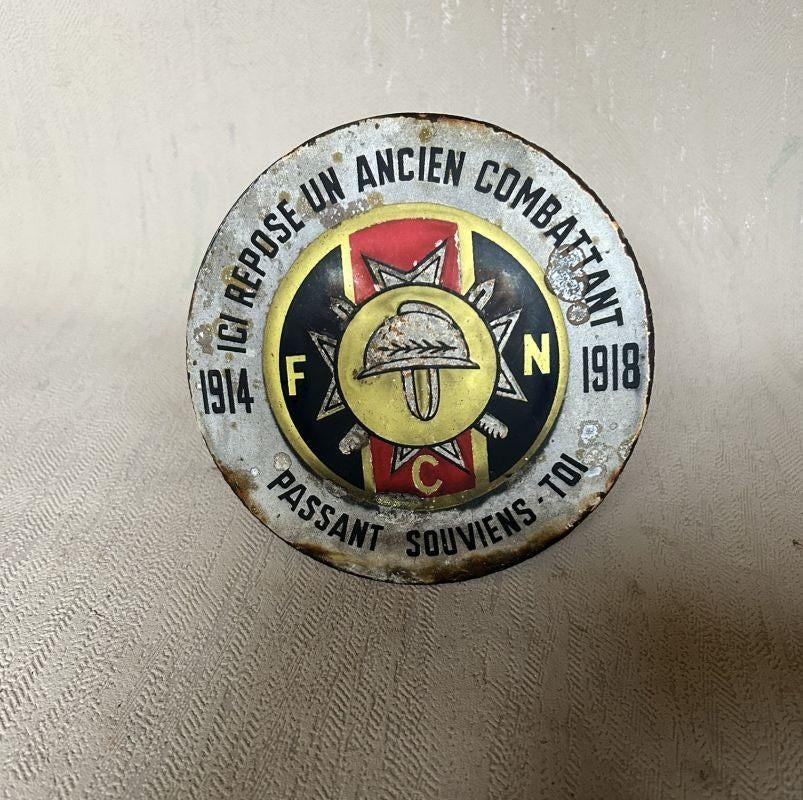 ICI REPOSE UN ANCIEN COMBATTANT
1914 F N 1918
C
PASSANT SOUVIENS-TOI